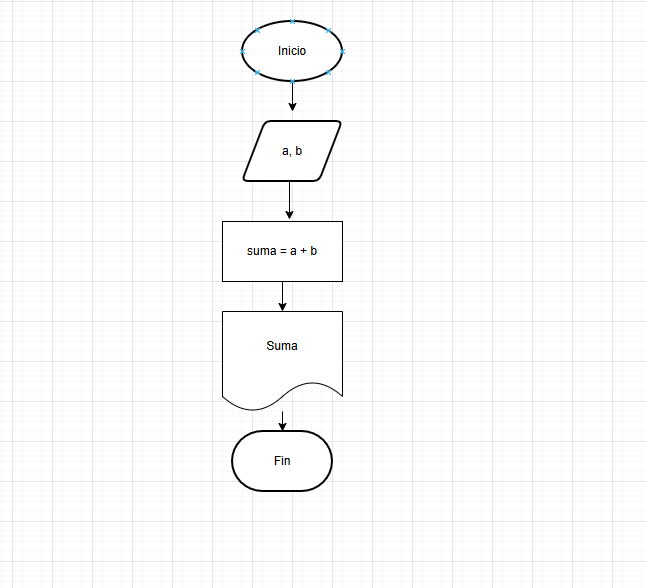 Inicio
a, b
suma = a + b
Suma
Fin